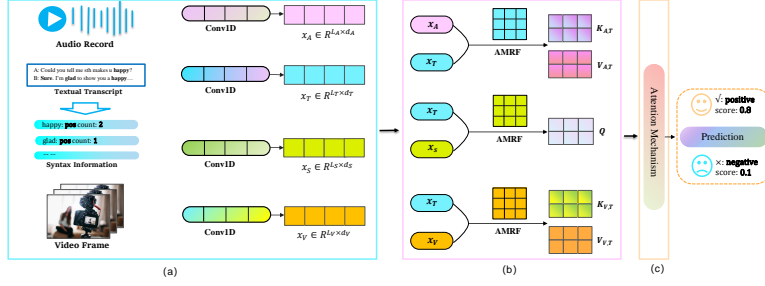 Audio Record
A: Could you tell me eth makes u happy?
B: Sure. I'm glad to show you a happy...
Textual Transcript
happy: pos count: 2
glad: pos count: 1
... ...
Syntax Information
Video Frame
Conv1D
x_A ∈ R^{L_A×d_A}
Conv1D
x_T ∈ R^{L_T×d_T}
Conv1D
x_S ∈ R^{L_S×d_S}
Conv1D
x_V ∈ R^{L_V×d_V}
(a)
x_A
x_T
AMRF
K_{A,T}
V_{A,T}
x_T
x_s
AMRF
Q
x_T
x_V
AMRF
K_{V,T}
V_{V,T}
(b)
Attention Mechanism
(c)
√: positive
score: 0.8
Prediction
×: negative
score: 0.1